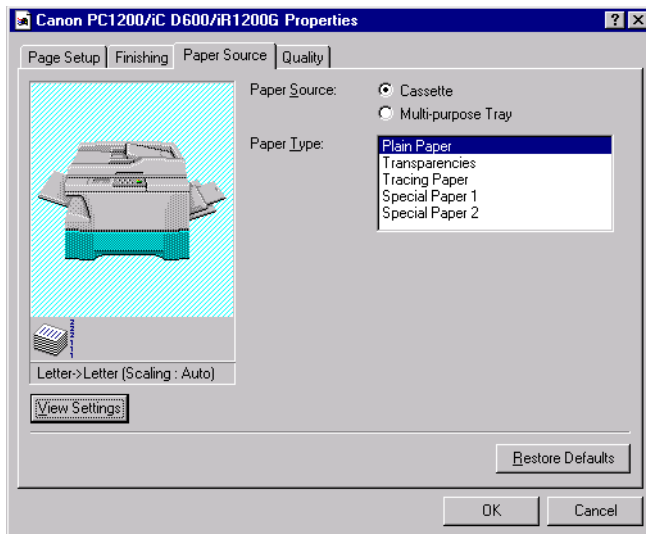 Canon PC1200/iC D600/iR1200G Properties
Page Setup Finishing Paper Source Quality
Paper Source: Cassette
Multi-purpose Tray
Paper Type: Plain Paper
Transparencies
Tracing Paper
Special Paper 1
Special Paper 2
Letter->Letter (Scaling : Auto)
View Settings
Restore Defaults
OK Cancel